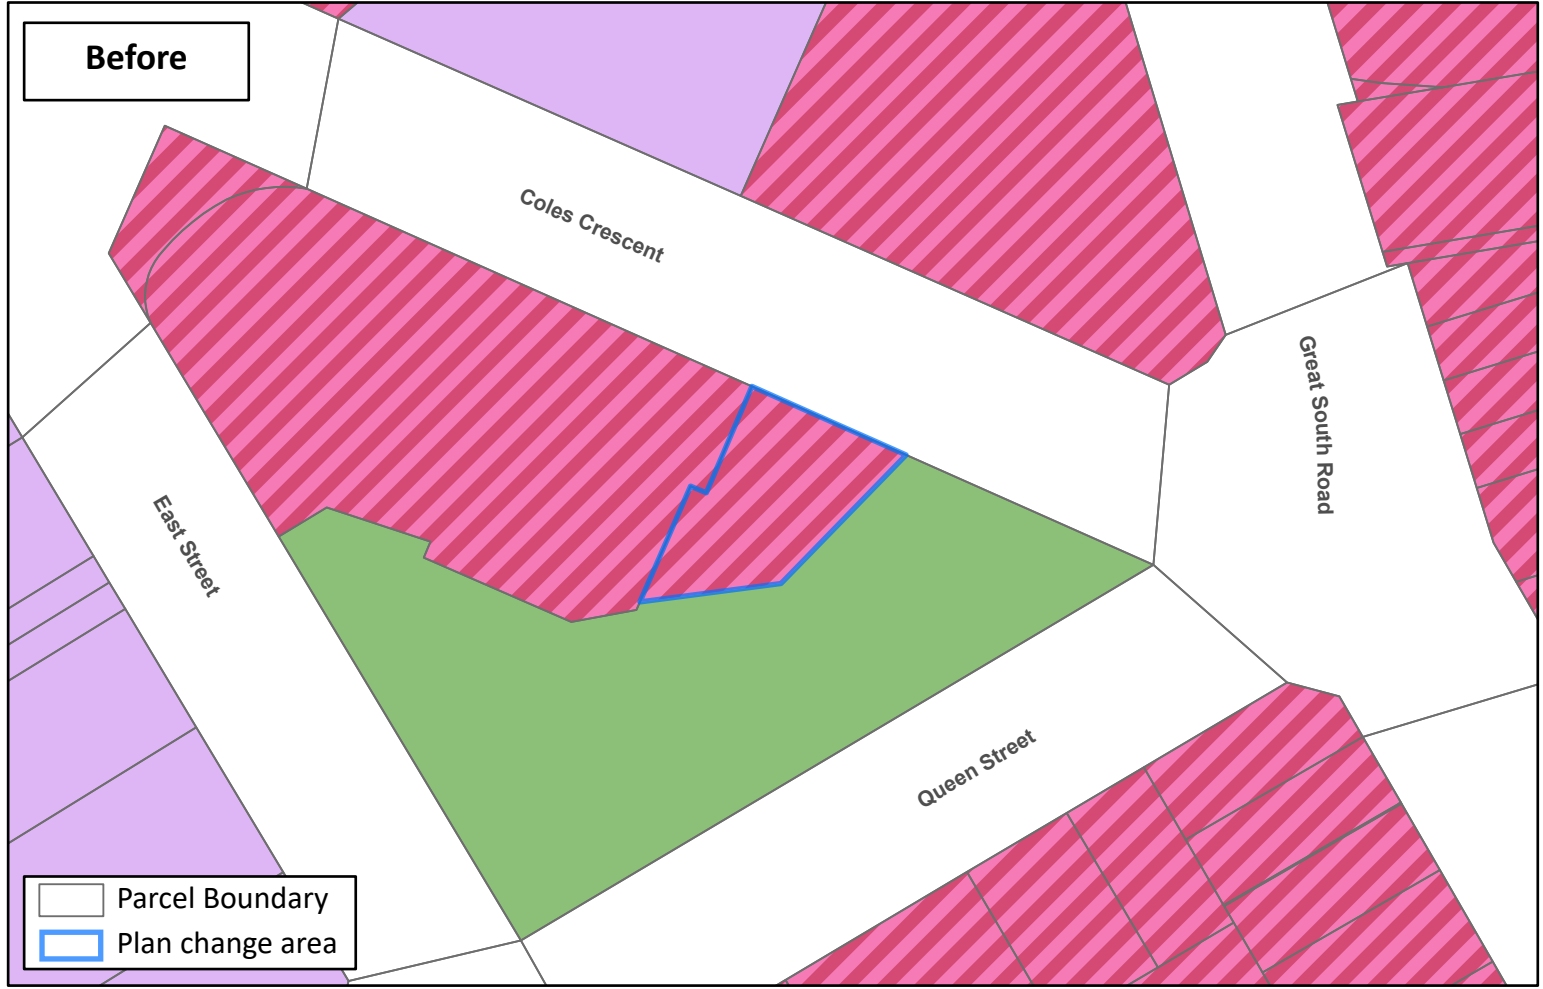 Before
Coles Crescent
Great South Road
East Street
Queen Street
Parcel Boundary
Plan change area